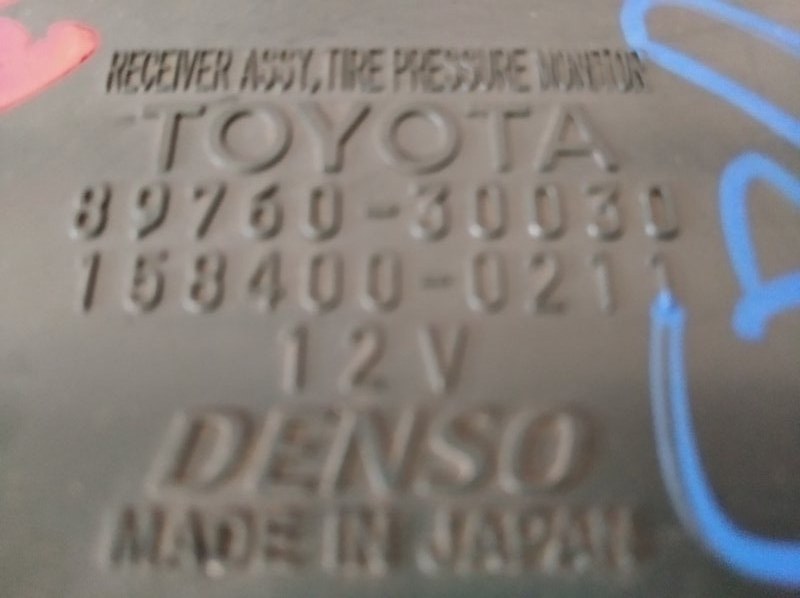 RECEIVER ASSY, TIRE PRESSURE MONITOR
TOYOTA
89760-30030
158400-0211
12V
DENSO
MADE IN JAPAN